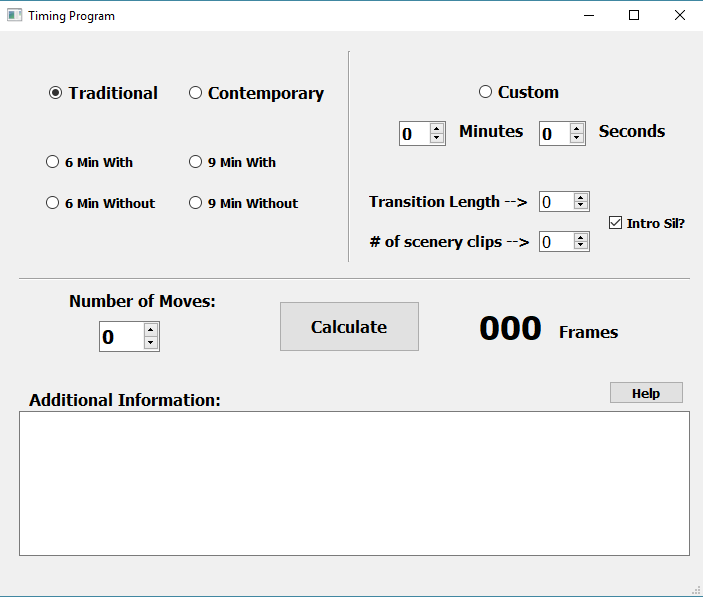 Timing Program
Traditional Contemporary Custom
0 Minutes 0 Seconds
6 Min With 9 Min With
6 Min Without 9 Min Without
Transition Length --> 0
Intro Sil?
# of scenery clips --> 0
Number of Moves:
0 Calculate 000 Frames
Help
Additional Information: